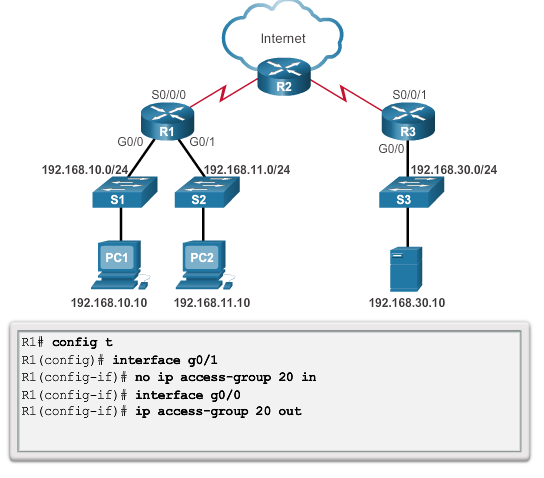 Internet
R2
S0/0/0
S0/0/1
R1
R3
G0/0
G0/1
G0/0
192.168.10.0/24
192.168.11.0/24
192.168.30.0/24
S1
S2
S3
PC1
PC2
192.168.10.10
192.168.11.10
192.168.30.10
R1# config t
R1(config)# interface g0/1
R1(config-if)# no ip access-group 20 in
R1(config-if)# interface g0/0
R1(config-if)# ip access-group 20 out